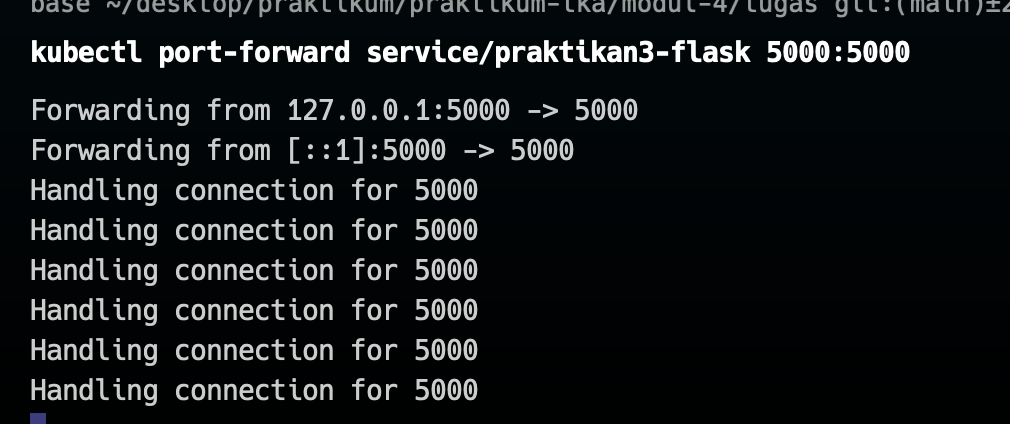 base ~/desktop/praktikum/praktikum-tka/modul-4/tugas git:(main)±2
kubectl port-forward service/praktikan3-flask 5000:5000
Forwarding from 127.0.0.1:5000 -> 5000
Forwarding from [::1]:5000 -> 5000
Handling connection for 5000
Handling connection for 5000
Handling connection for 5000
Handling connection for 5000
Handling connection for 5000
Handling connection for 5000